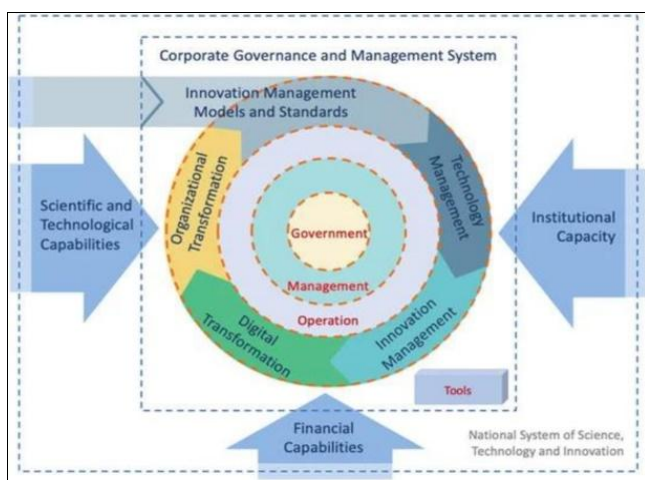 Corporate Governance and Management System
Innovation Management
Models and Standards
Technology
Management
Organizational
Transformation
Scientific and
Technological
Capabilities
Institutional
Capacity
Government
Management
Operation
Digital
Transformation
Innovation
Management
Tools
Financial
Capabilities
National System of Science,
Technology and Innovation